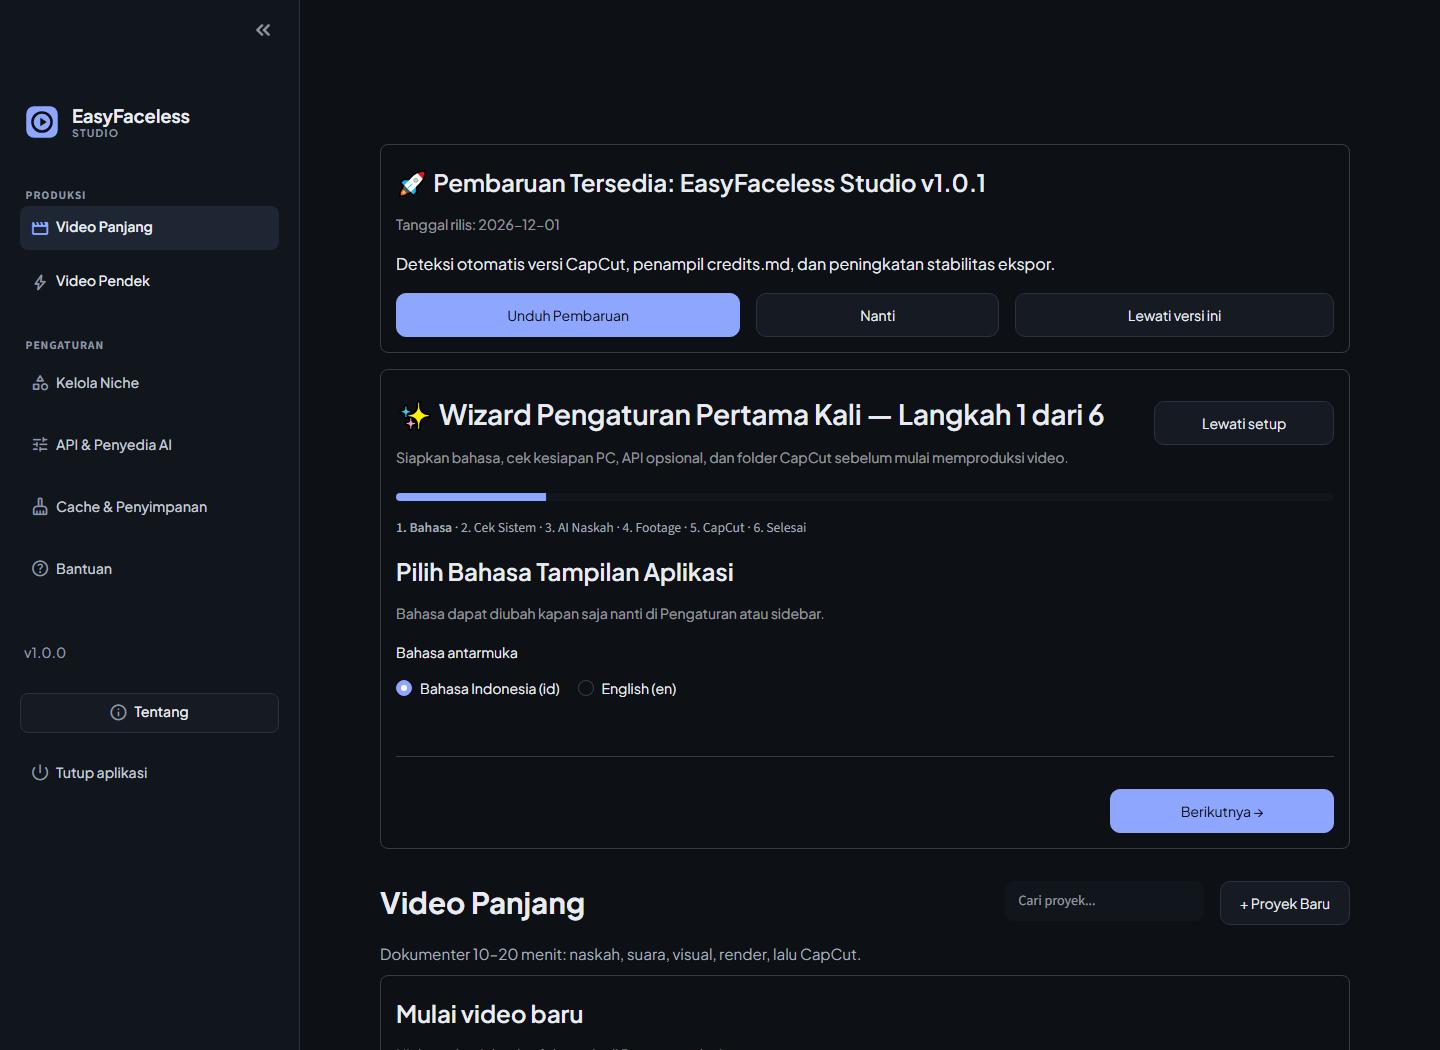 EasyFaceless
STUDIO
PRODUKSI
Video Panjang
Video Pendek
PENGATURAN
Kelola Niche
API & Penyedia AI
Cache & Penyimpanan
Bantuan
v1.0.0
Tentang
Tutup aplikasi
🚀 Pembaruan Tersedia: EasyFaceless Studio v1.0.1
Tanggal rilis: 2026-12-01
Deteksi otomatis versi CapCut, penampil credits.md, dan peningkatan stabilitas ekspor.
Unduh Pembaruan
Nanti
Lewati versi ini
✨ Wizard Pengaturan Pertama Kali — Langkah 1 dari 6
Lewati setup
Siapkan bahasa, cek kesiapan PC, API opsional, dan folder CapCut sebelum mulai memproduksi video.
1. Bahasa · 2. Cek Sistem · 3. AI Naskah · 4. Footage · 5. CapCut · 6. Selesai
Pilih Bahasa Tampilan Aplikasi
Bahasa dapat diubah kapan saja nanti di Pengaturan atau sidebar.
Bahasa antarmuka
Bahasa Indonesia (id)
English (en)
Berikutnya →
Video Panjang
Cari proyek...
+ Proyek Baru
Dokumenter 10–20 menit: naskah, suara, visual, render, lalu CapCut.
Mulai video baru